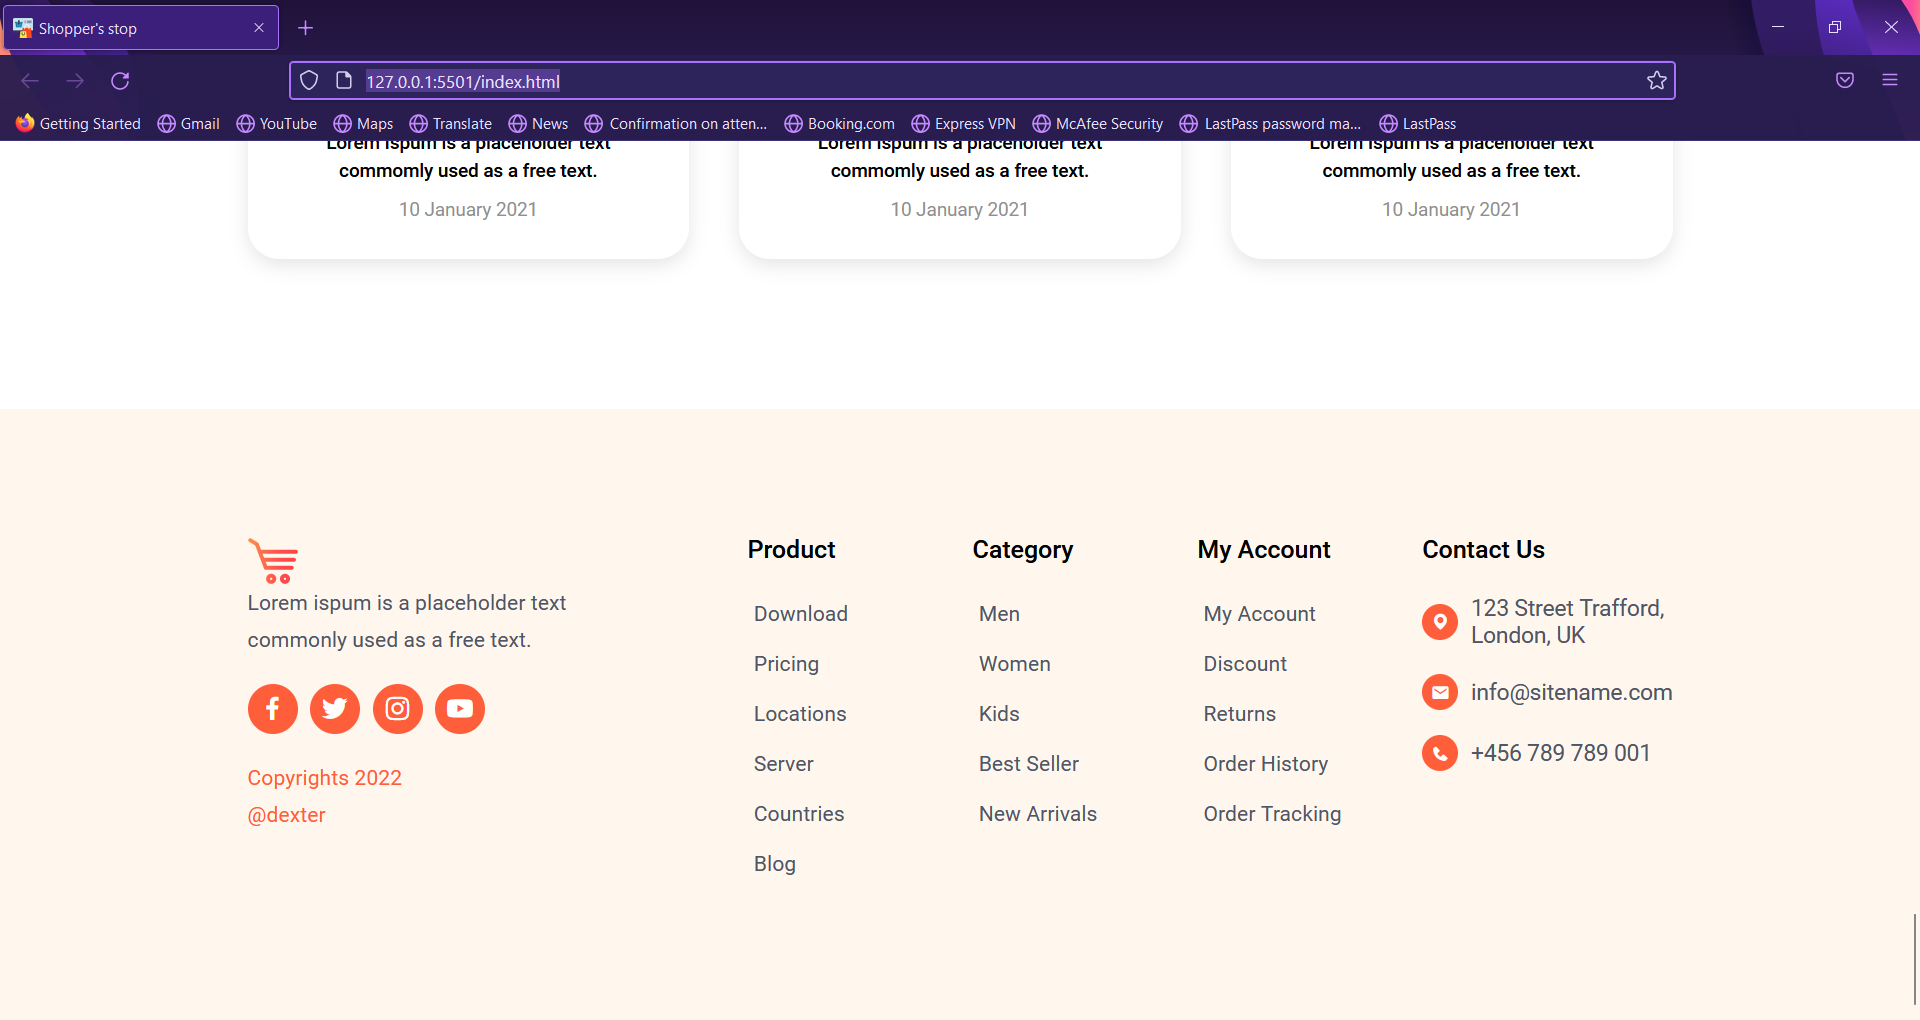 Shopper's stop
127.0.0.1:5501/index.html
Getting Started Gmail YouTube Maps Translate News Confirmation on atten... Booking.com Express VPN McAfee Security LastPass password ma... LastPass
Lorem ispum is a placeholder text
commomly used as a free text.
10 January 2021
Lorem ispum is a placeholder text
commomly used as a free text.
10 January 2021
Lorem ispum is a placeholder text
commomly used as a free text.
10 January 2021
Lorem ispum is a placeholder text
commonly used as a free text.
Copyrights 2022
@dexter
Product
Download
Pricing
Locations
Server
Countries
Blog
Category
Men
Women
Kids
Best Seller
New Arrivals
My Account
My Account
Discount
Returns
Order History
Order Tracking
Contact Us
123 Street Trafford,
London, UK
info@sitename.com
+456 789 789 001